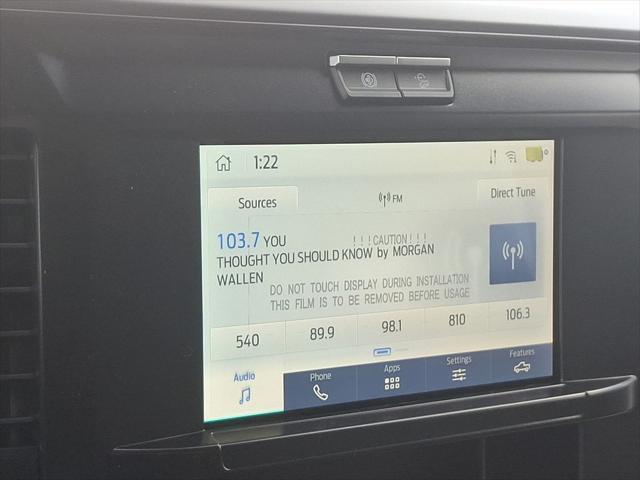 1:22
Sources
FM
Direct Tune
103.7 YOU
! ! ! CAUTION ! ! !
THOUGHT YOU SHOULD KNOW by MORGAN
WALLEN
DO NOT TOUCH DISPLAY DURING INSTALLATION
THIS FILM IS TO BE REMOVED BEFORE USAGE
540 89.9 98.1 810 106.3
Audio Phone Apps Settings Features